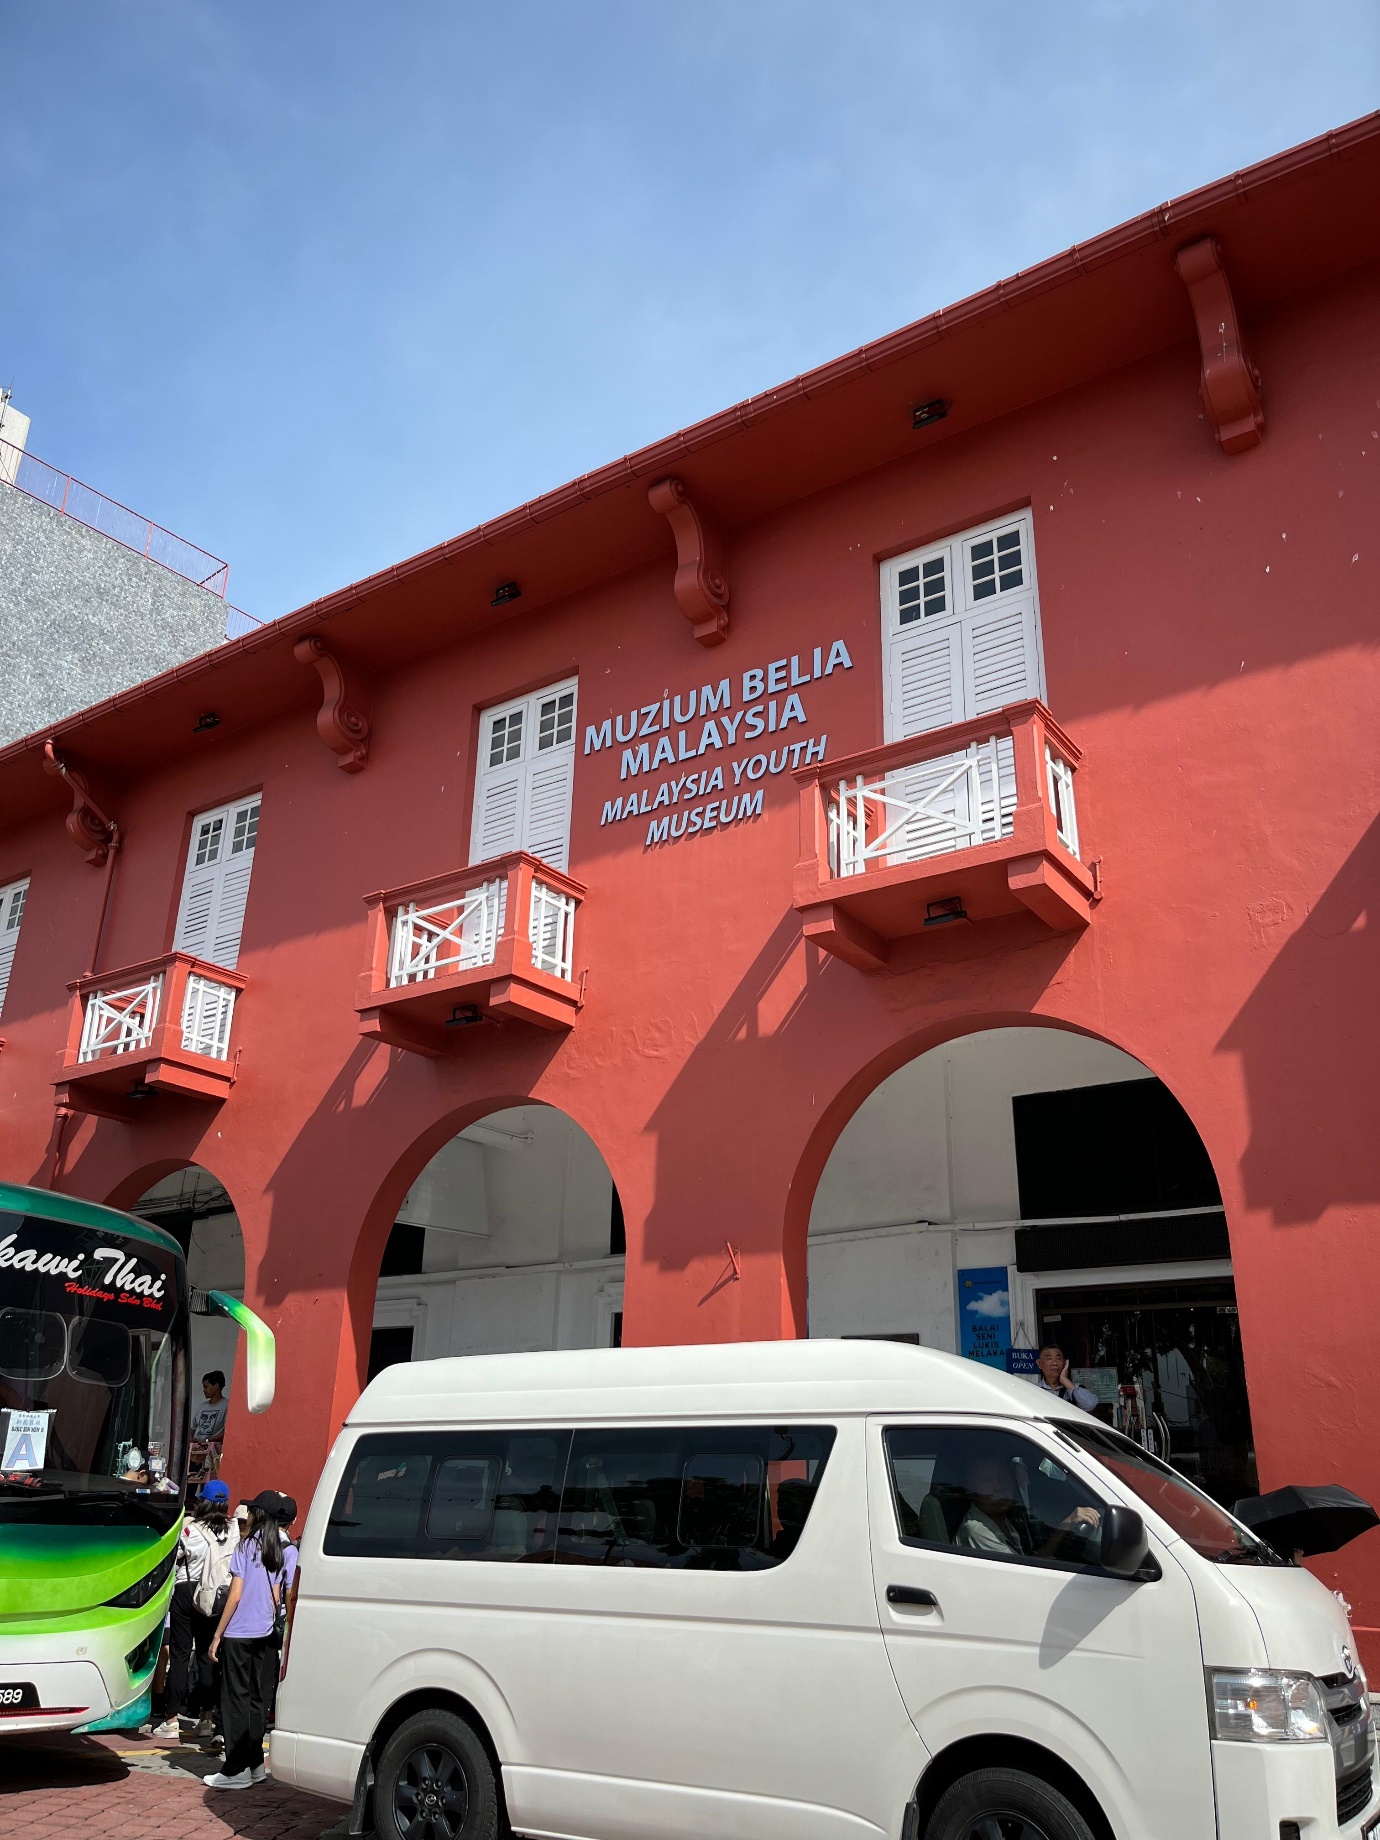 MUZIUM BELIA
MALAYSIA
MALAYSIA YOUTH
MUSEUM
kawi Thai
Holidays Sdn Bhd
A
589
BALAI
SENI
LUKIS
MELAKA
BUKA
OPEN